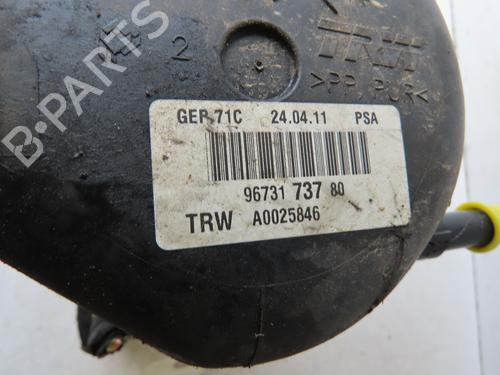 2
TRW
>PP PUR<
GEP 71C 24.04.11 PSA
96731 737 80
TRW A0025846
B-PARTS